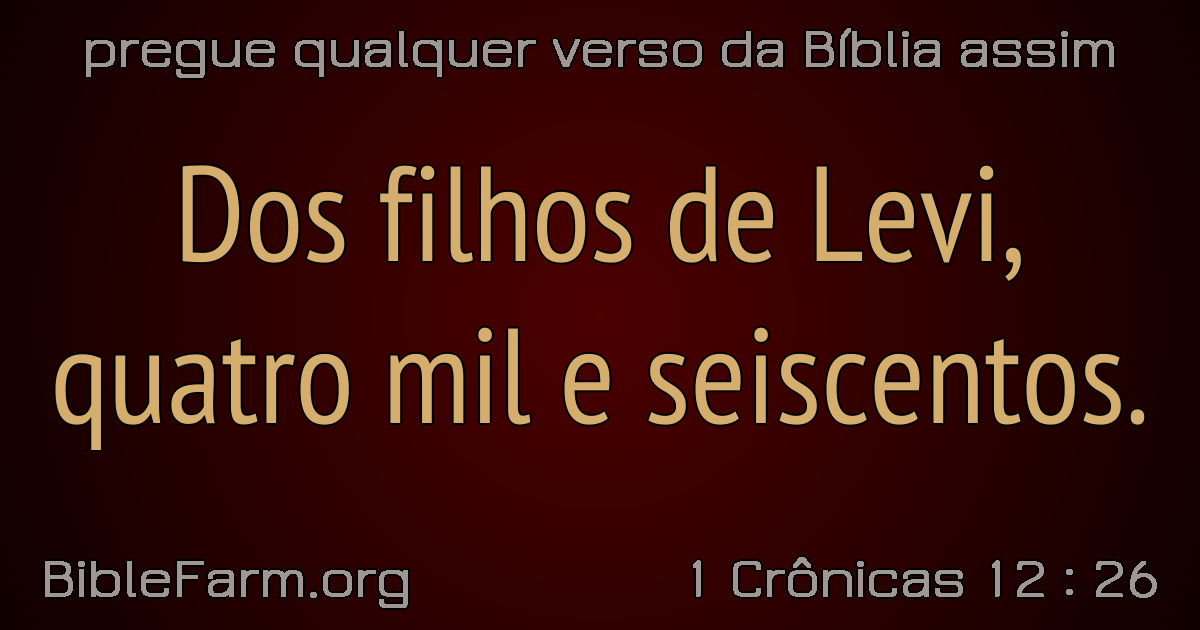 pregue qualquer verso da Bíblia assim
Dos filhos de Levi,
quatro mil e seiscentos.
BibleFarm.org
1 Crônicas 12 : 26